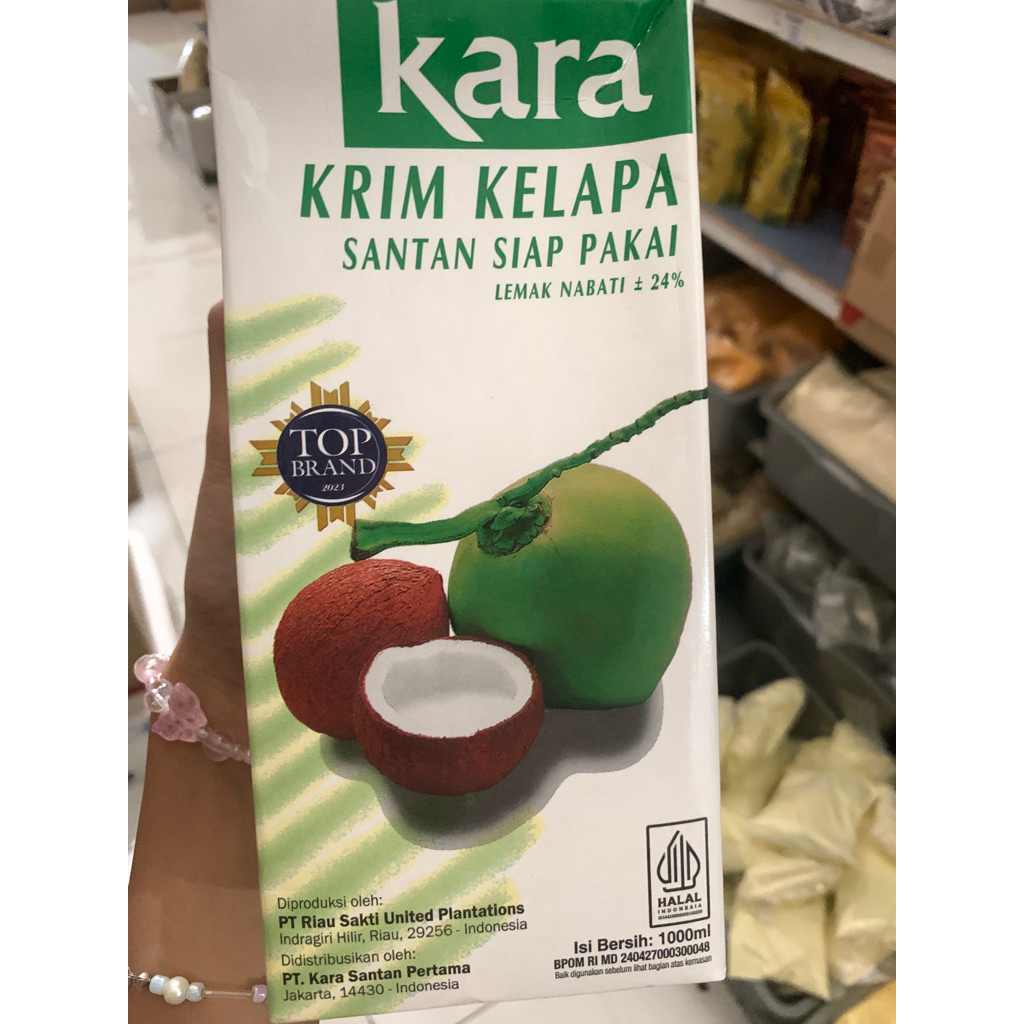 kara
KRIM KELAPA
SANTAN SIAP PAKAI
LEMAK NABATI ± 24%
TOP
BRAND
2023
HALAL
INDONESIA
Diproduksi oleh:
PT Riau Sakti United Plantations
Indragiri Hilir, Riau, 29256 - Indonesia
Didistribusikan oleh:
PT. Kara Santan Pertama
Jakarta, 14430 - Indonesia
Isi Bersih: 1000ml
BPOM RI MD 240427000300048
Baik digunakan sebelum lihat bagian atas kemasan